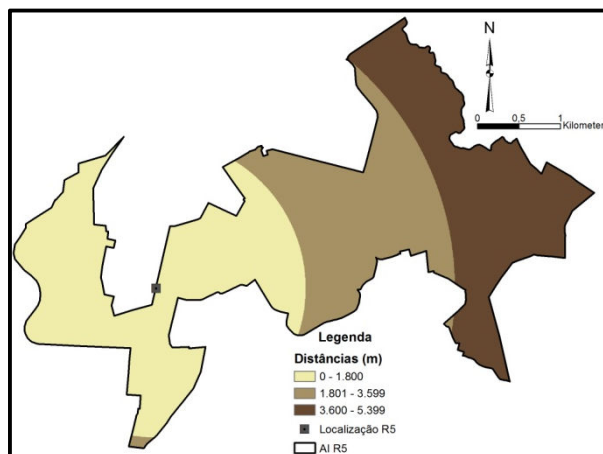 N
0 0,5 1
Kilometer
Legenda
Distâncias (m)
0 - 1.800
1.801 - 3.599
3.600 - 5.399
Localização R5
AI R5